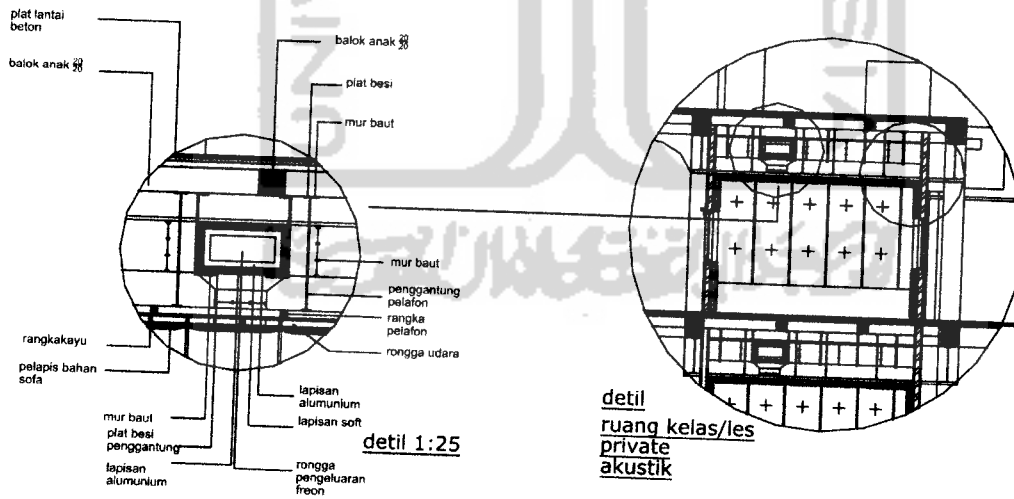 plat lantai
beton
balok anak 20/20
balok anak 20/20
plat besi
mur baut
mur baut
penggantung
pelafon
rangka
pelafon
rongga udara
rangkakayu
pelapis bahan
sofa
mur baut
plat besi
penggantung
lapisan
alumunium
lapisan
alumunium
lapisan soft
rongga
pengeluaran
freon
detil 1:25
detil
ruang kelas/les
private
akustik